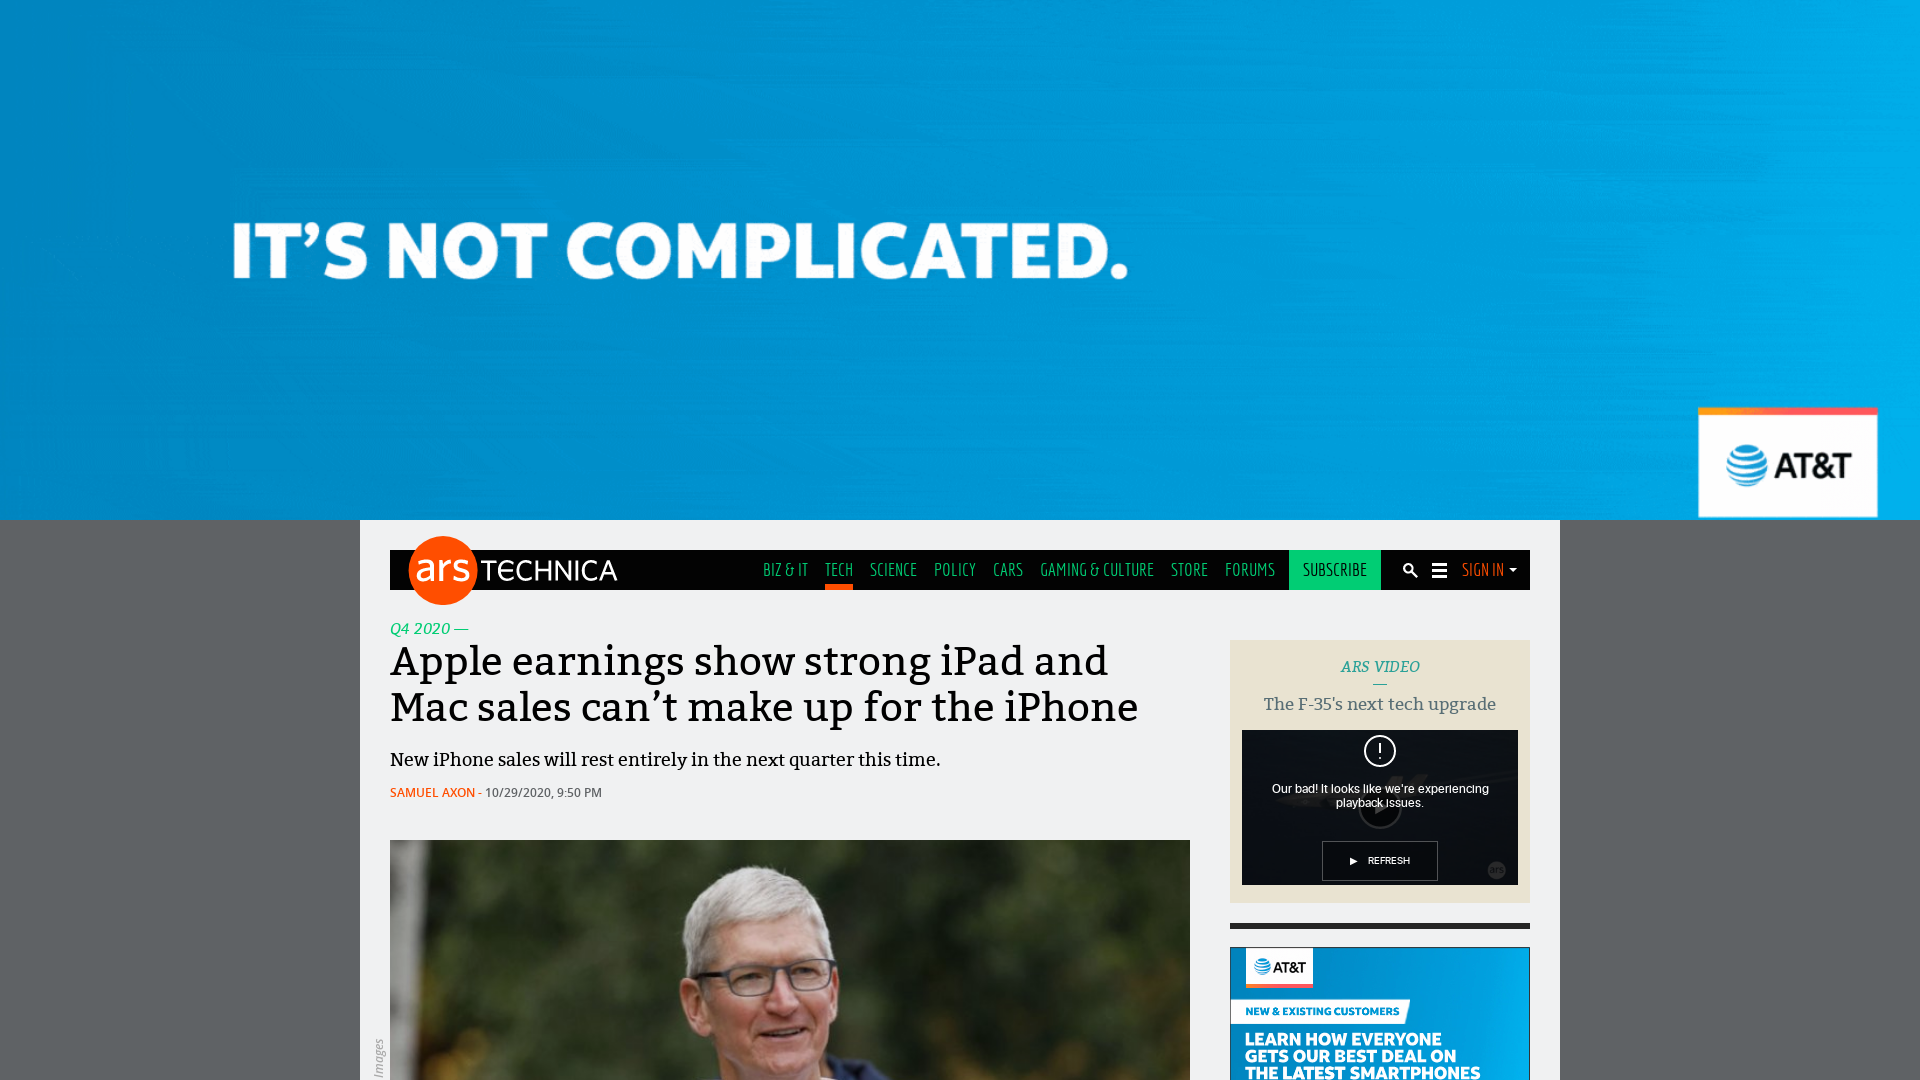 IT'S NOT COMPLICATED.
AT&T
ars TECHNICA
BIZ & IT TECH SCIENCE POLICY CARS GAMING & CULTURE STORE FORUMS SUBSCRIBE SIGN IN
Q4 2020 —
Apple earnings show strong iPad and
Mac sales can't make up for the iPhone
New iPhone sales will rest entirely in the next quarter this time.
SAMUEL AXON - 10/29/2020, 9:50 PM
Images
ARS VIDEO
The F-35's next tech upgrade
Our bad! It looks like we're experiencing
playback issues.
REFRESH
ars
AT&T
NEW & EXISTING CUSTOMERS
LEARN HOW EVERYONE
GETS OUR BEST DEAL ON
THE LATEST SMARTPHONES